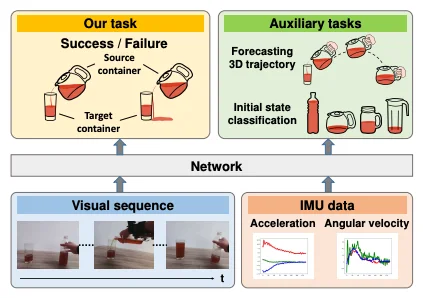 Our task
Success / Failure
Source
container
Target
container
Auxiliary tasks
Forecasting
3D trajectory
Initial state
classification
Network
Visual sequence
t
IMU data
Acceleration
Angular velocity